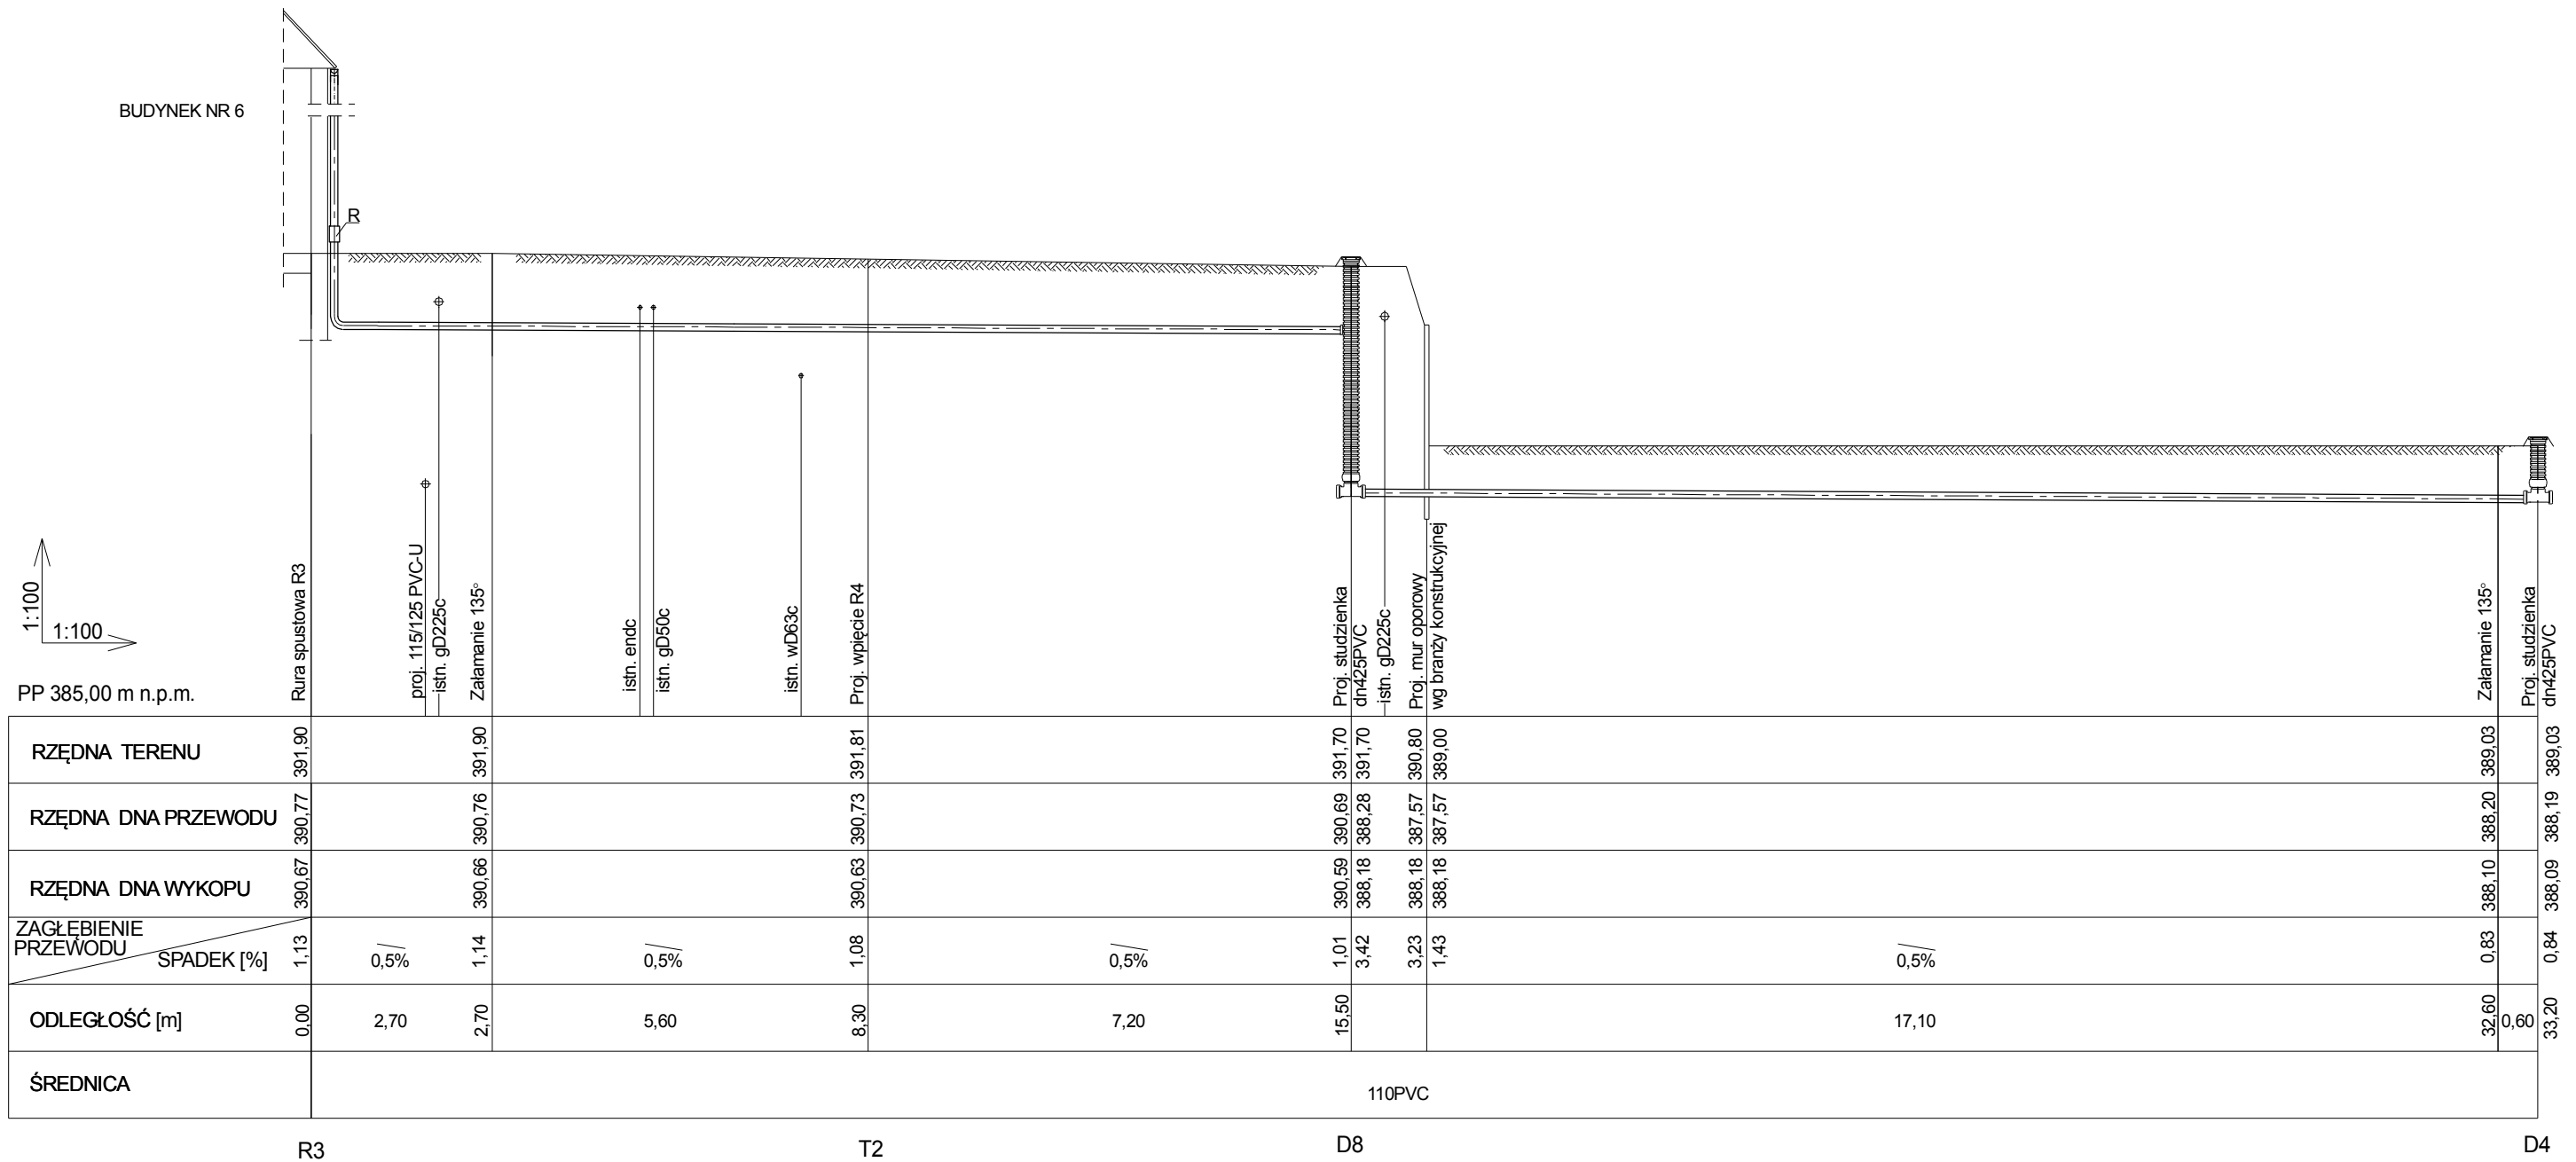 BUDYNEK NR 6
R
1:100
1:100
PP 385,00 m n.p.m.
Rura spustowa R3
proj. 115/125 PVC-U
istn. gD225c
Załamanie 135°
istn. endc
istn. gD50c
istn. wD63c
Proj. wpięcie R4
Proj. studzienka
dn425PVC
istn. gD225c
Proj. mur oporowy
wg branży konstrukcyjnej
Załamanie 135°
Proj. studzienka
dn425PVC
RZĘDNA TERENU
391,90
391,90
391,81
391,70
391,70
390,80
389,00
389,03
389,03
RZĘDNA DNA PRZEWODU
390,77
390,76
390,73
390,69
388,28
387,57
387,57
388,20
388,19
RZĘDNA DNA WYKOPU
390,67
390,66
390,63
390,59
388,18
388,18
388,18
388,10
388,09
ZAGŁĘBIENIE
PRZEWODU
SPADEK [%]
1,13
0,5%
1,14
0,5%
1,08
0,5%
1,01
3,42
3,23
1,43
0,5%
0,83
0,84
ODLEGŁOŚĆ [m]
0,00
2,70
2,70
5,60
8,30
7,20
15,50
17,10
32,60
0,60
33,20
ŚREDNICA
110PVC
R3
T2
D8
D4